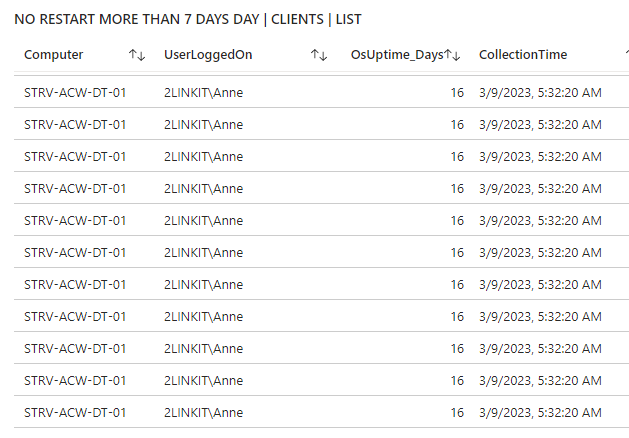 NO RESTART MORE THAN 7 DAYS DAY | CLIENTS | LIST
Computer UserLoggedOn OsUptime_Days CollectionTime
STRV-ACW-DT-01 2LINKIT\Anne 16 3/9/2023, 5:32:20 AM
STRV-ACW-DT-01 2LINKIT\Anne 16 3/9/2023, 5:32:20 AM
STRV-ACW-DT-01 2LINKIT\Anne 16 3/9/2023, 5:32:20 AM
STRV-ACW-DT-01 2LINKIT\Anne 16 3/9/2023, 5:32:20 AM
STRV-ACW-DT-01 2LINKIT\Anne 16 3/9/2023, 5:32:20 AM
STRV-ACW-DT-01 2LINKIT\Anne 16 3/9/2023, 5:32:20 AM
STRV-ACW-DT-01 2LINKIT\Anne 16 3/9/2023, 5:32:20 AM
STRV-ACW-DT-01 2LINKIT\Anne 16 3/9/2023, 5:32:20 AM
STRV-ACW-DT-01 2LINKIT\Anne 16 3/9/2023, 5:32:20 AM
STRV-ACW-DT-01 2LINKIT\Anne 16 3/9/2023, 5:32:20 AM
STRV-ACW-DT-01 2LINKIT\Anne 16 3/9/2023, 5:32:20 AM